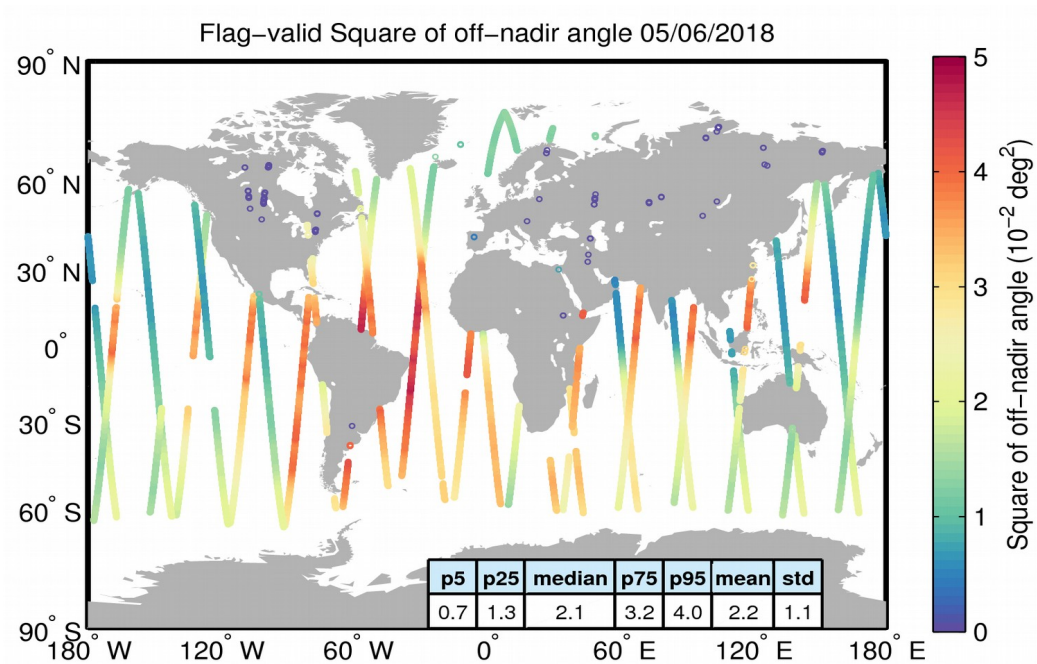 Flag−valid Square of off−nadir angle 05/06/2018
90° N
60° N
30° N
0°
30° S
60° S
90° S
180° W
120° W
60° W
0°
60° E
120° E
180° E
p5 p25 median p75 p95 mean std
0.7 1.3 2.1 3.2 4.0 2.2 1.1
5
4
3
2
1
0
Square of off−nadir angle (10⁻² deg²)